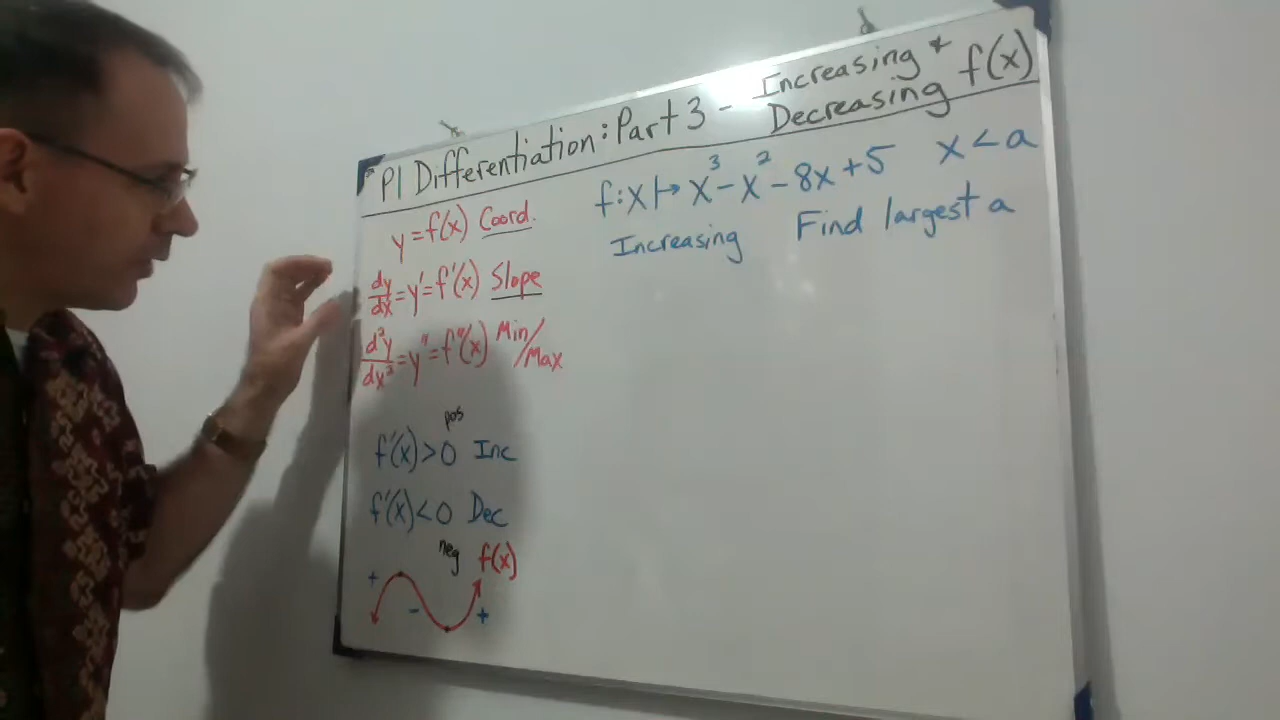 P1 Differentiation: Part 3 - Increasing + Decreasing f(x)
y = f(x) Coord.
dy/dx = y' = f'(x) Slope
d²y/dx² = y" = f"(x) Min/Max
pos
f'(x) > 0 Inc
f'(x) < 0 Dec
neg f(x)
+ - +
f: x ↦ x³ - x² - 8x + 5 x < a
Increasing Find largest a